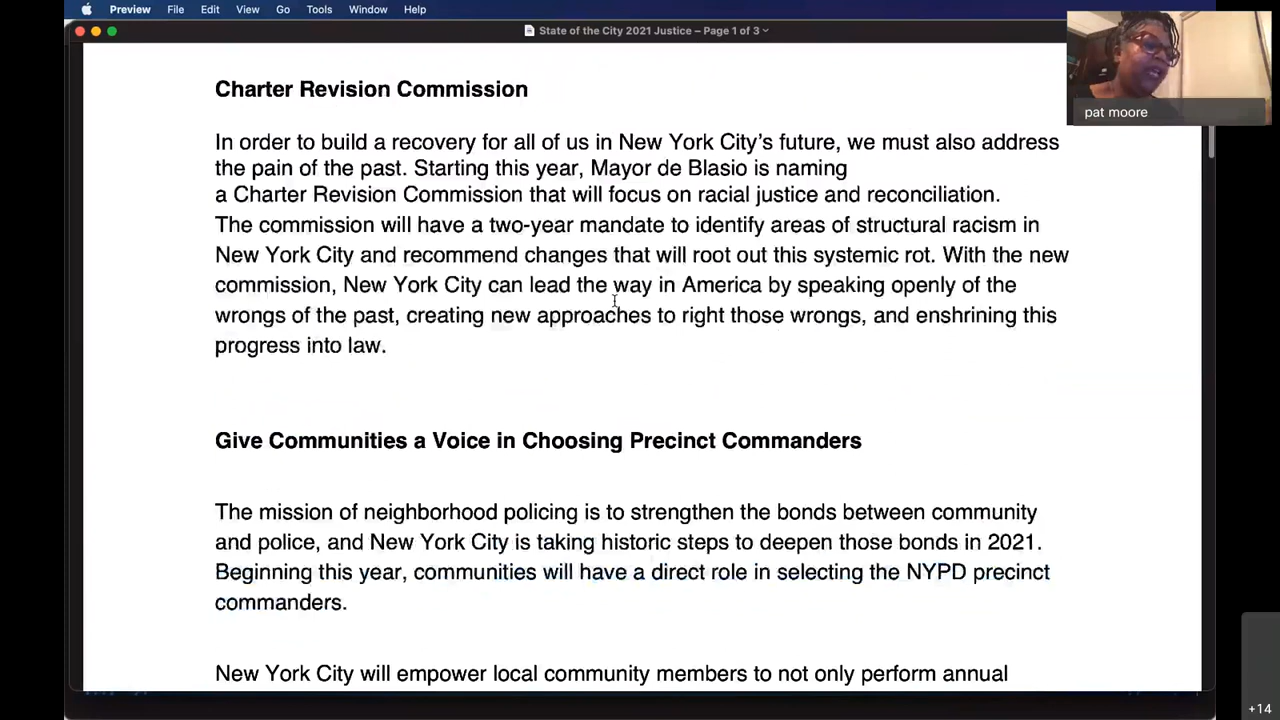 Preview File Edit View Go Tools Window Help
State of the City 2021 Justice – Page 1 of 3
pat moore
Charter Revision Commission
In order to build a recovery for all of us in New York City's future, we must also address
the pain of the past. Starting this year, Mayor de Blasio is naming
a Charter Revision Commission that will focus on racial justice and reconciliation.
The commission will have a two-year mandate to identify areas of structural racism in
New York City and recommend changes that will root out this systemic rot. With the new
commission, New York City can lead the way in America by speaking openly of the
wrongs of the past, creating new approaches to right those wrongs, and enshrining this
progress into law.
Give Communities a Voice in Choosing Precinct Commanders
The mission of neighborhood policing is to strengthen the bonds between community
and police, and New York City is taking historic steps to deepen those bonds in 2021.
Beginning this year, communities will have a direct role in selecting the NYPD precinct
commanders.
New York City will empower local community members to not only perform annual
+14